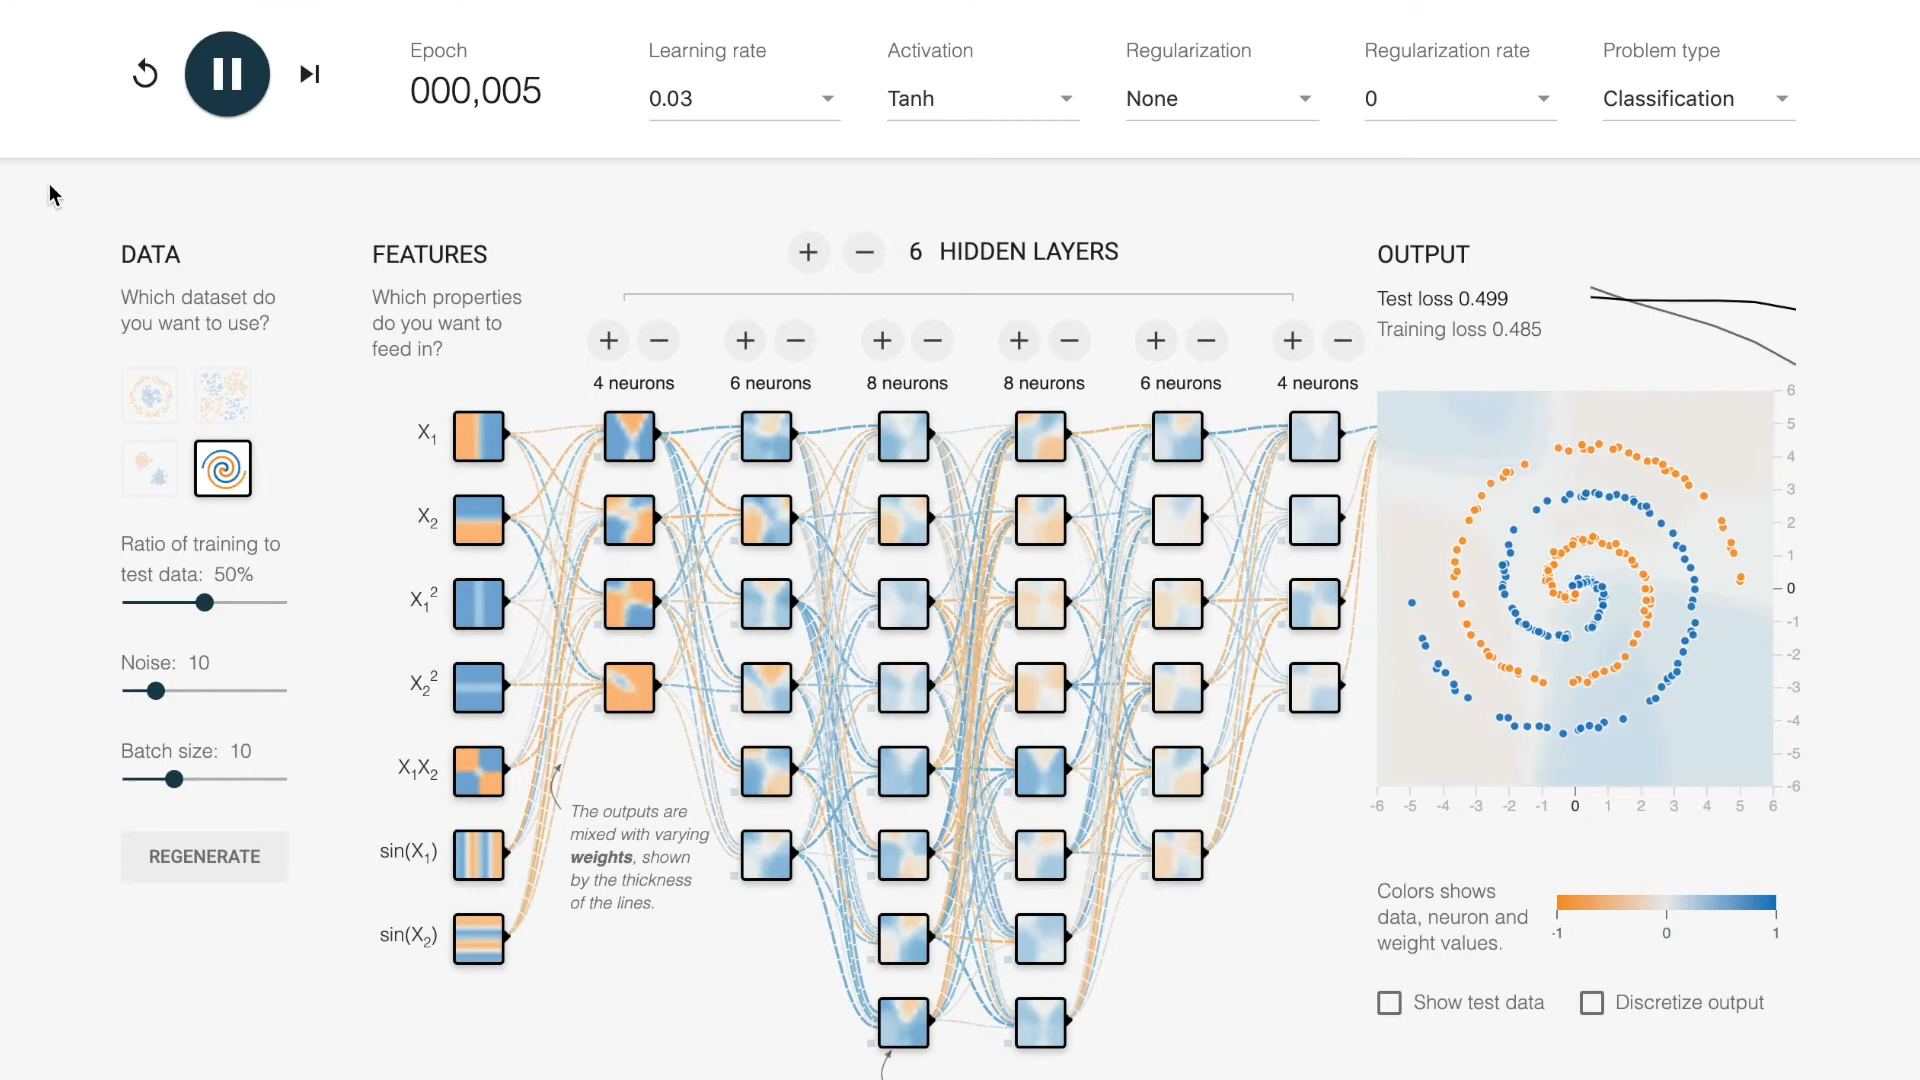 Epoch
000,005
Learning rate
0.03
Activation
Tanh
Regularization
None
Regularization rate
0
Problem type
Classification
DATA
Which dataset do
you want to use?
Ratio of training to
test data: 50%
Noise: 10
Batch size: 10
REGENERATE
FEATURES
Which properties
do you want to
feed in?
X₁
X₂
X₁²
X₂²
X₁X₂
sin(X₁)
sin(X₂)
+ − 6 HIDDEN LAYERS
+ − + − + − + − + − + −
4 neurons 6 neurons 8 neurons 8 neurons 6 neurons 4 neurons
The outputs are
mixed with varying
weights, shown
by the thickness
of the lines.
OUTPUT
Test loss 0.499
Training loss 0.485
6
5
4
3
2
1
0
-1
-2
-3
-4
-5
-6
-6 -5 -4 -3 -2 -1 0 1 2 3 4 5 6
Colors shows
data, neuron and
weight values.
-1 0 1
Show test data
Discretize output